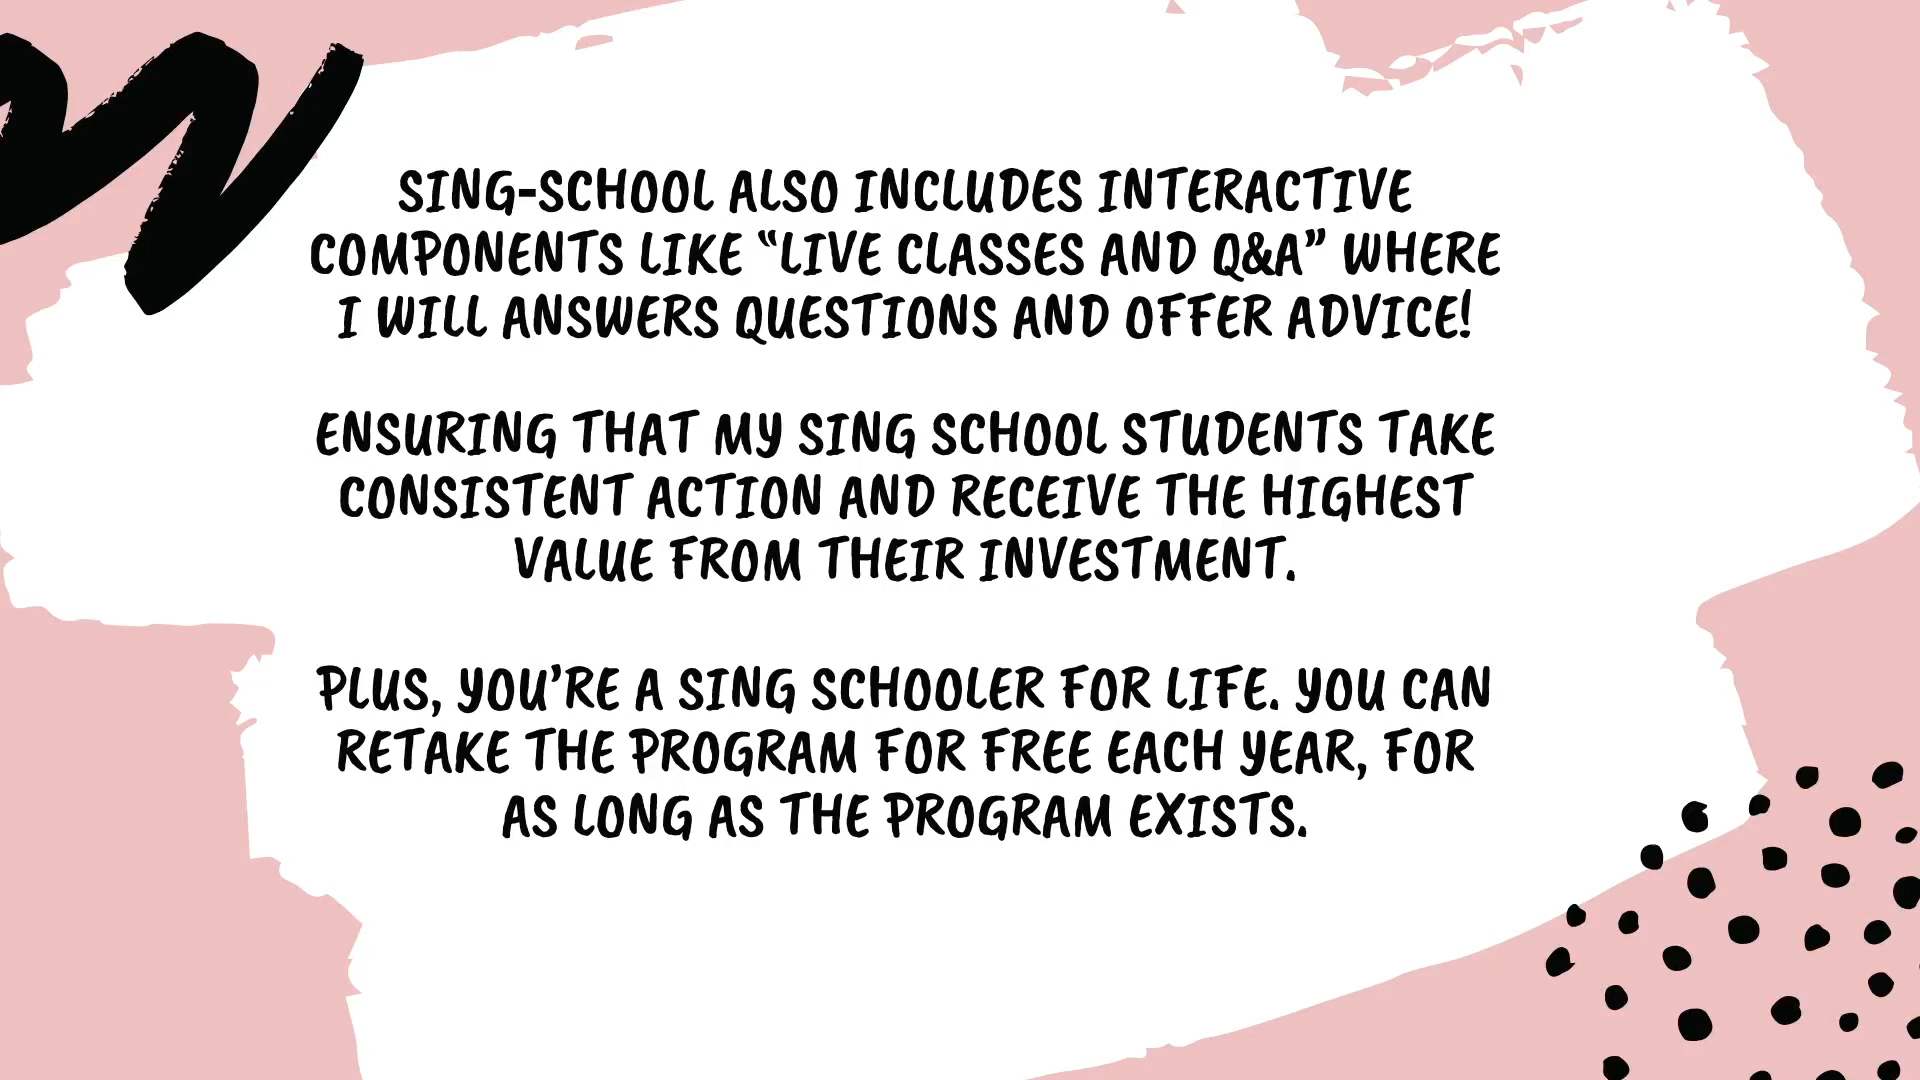 SING-SCHOOL ALSO INCLUDES INTERACTIVE
COMPONENTS LIKE “LIVE CLASSES AND Q&A” WHERE
I WILL ANSWERS QUESTIONS AND OFFER ADVICE!
ENSURING THAT MY SING SCHOOL STUDENTS TAKE
CONSISTENT ACTION AND RECEIVE THE HIGHEST
VALUE FROM THEIR INVESTMENT.
PLUS, YOU’RE A SING SCHOOLER FOR LIFE. YOU CAN
RETAKE THE PROGRAM FOR FREE EACH YEAR, FOR
AS LONG AS THE PROGRAM EXISTS.